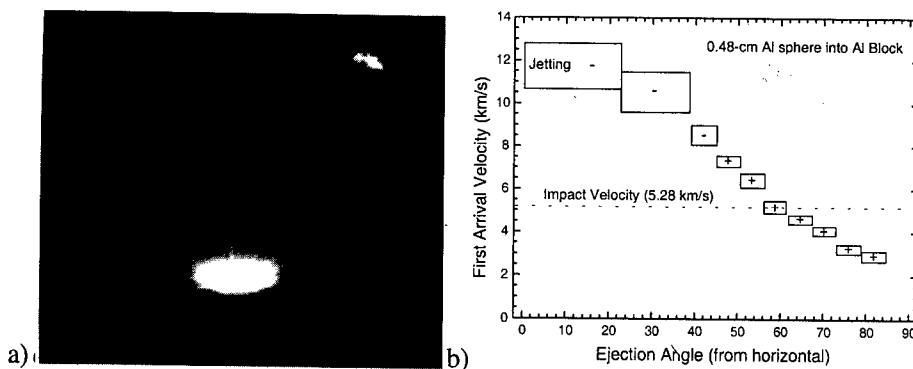 a)
b)
14
12
10
8
6
4
2
0
First Arrival Velocity (km/s)
0.48-cm Al sphere into Al Block
Jetting
Impact Velocity (5.28 km/s)
0 10 20 30 40 50 60 70 80 90
Ejection Angle (from horizontal)